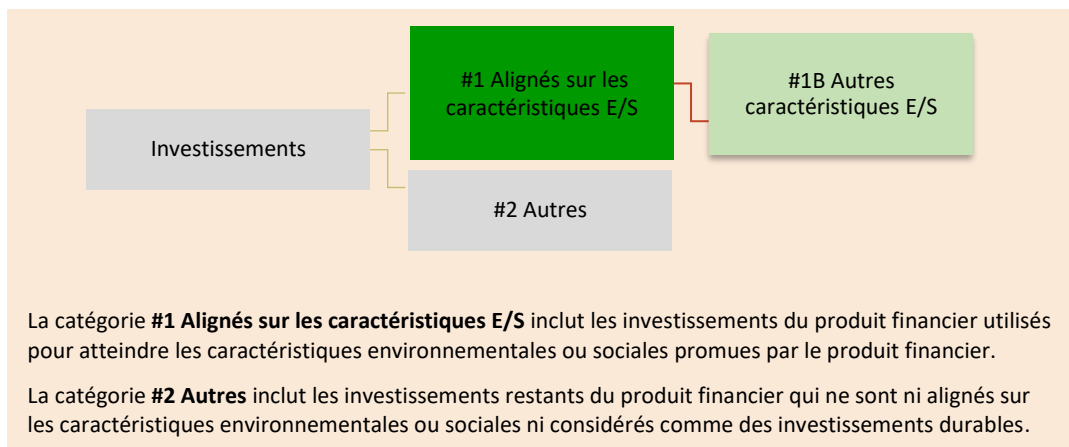 #1 Alignés sur les
caractéristiques E/S
#1B Autres
caractéristiques E/S
Investissements
#2 Autres
La catégorie #1 Alignés sur les caractéristiques E/S inclut les investissements du produit financier utilisés
pour atteindre les caractéristiques environnementales ou sociales promues par le produit financier.
La catégorie #2 Autres inclut les investissements restants du produit financier qui ne sont ni alignés sur
les caractéristiques environnementales ou sociales ni considérés comme des investissements durables.